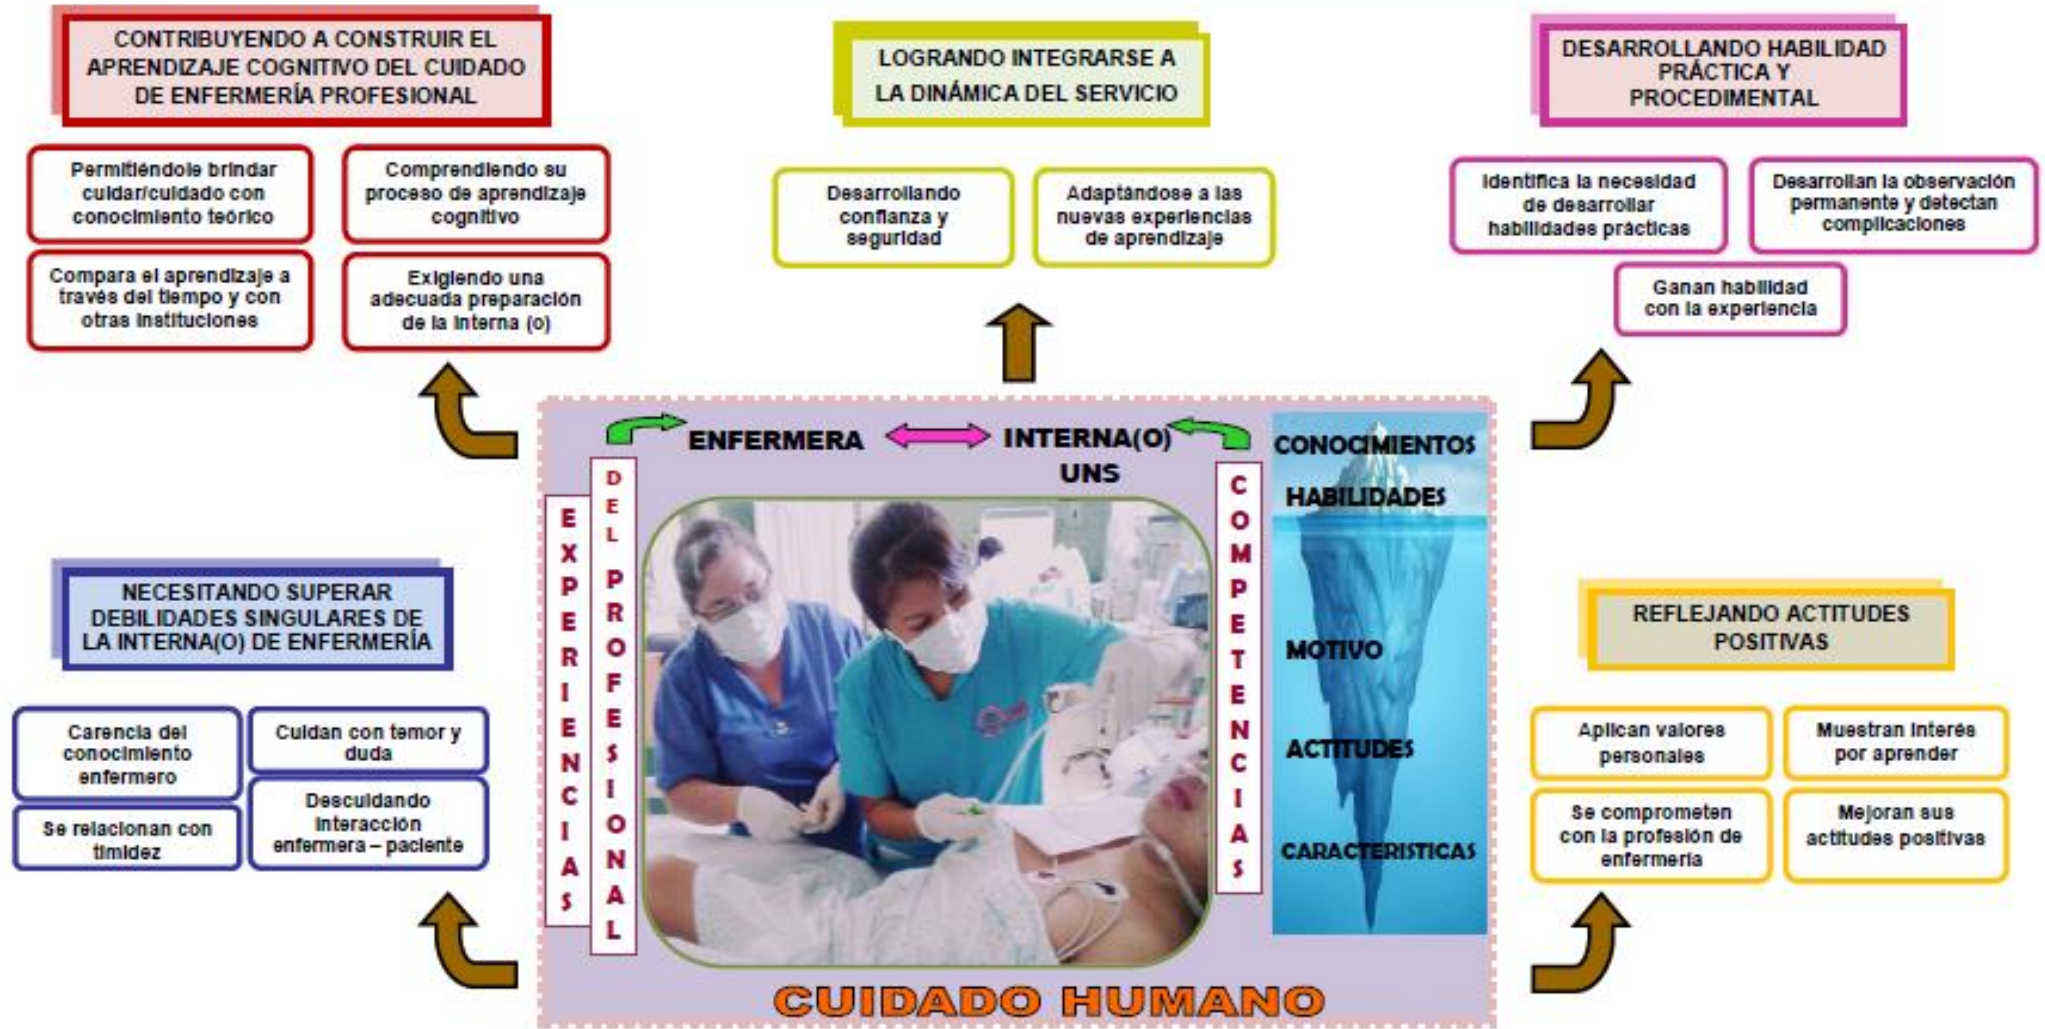 CONTRIBUYENDO A CONSTRUIR EL
APRENDIZAJE COGNITIVO DEL CUIDADO
DE ENFERMERÍA PROFESIONAL
Permitiéndole brindar
cuidar/cuidado con
conocimiento teórico
Comprendiendo su
proceso de aprendizaje
cognitivo
Compara el aprendizaje a
través del tiempo y con
otras instituciones
Exigiendo una
adecuada preparación
de la interna (o)
LOGRANDO INTEGRARSE A
LA DINÁMICA DEL SERVICIO
Desarrollando
confianza y
seguridad
Adaptándose a las
nuevas experiencias
de aprendizaje
DESARROLLANDO HABILIDAD
PRÁCTICA Y
PROCEDIMENTAL
Identifica la necesidad
de desarrollar
habilidades prácticas
Desarrollan la observación
permanente y detectan
complicaciones
Ganan habilidad
con la experiencia
NECESITANDO SUPERAR
DEBILIDADES SINGULARES DE
LA INTERNA(O) DE ENFERMERÍA
Carencia del
conocimiento
enfermero
Cuidan con temor y
duda
Se relacionan con
timidez
Descuidando
interacción
enfermera – paciente
EXPERIENCIAS
DEL PROFESIONAL
ENFERMERA
INTERNA(O)
UNS
COMPETENCIAS
CONOCIMIENTOS
HABILIDADES
MOTIVO
ACTITUDES
CARACTERISTICAS
CUIDADO HUMANO
REFLEJANDO ACTITUDES
POSITIVAS
Aplican valores
personales
Muestran interés
por aprender
Se comprometen
con la profesión de
enfermería
Mejoran sus
actitudes positivas